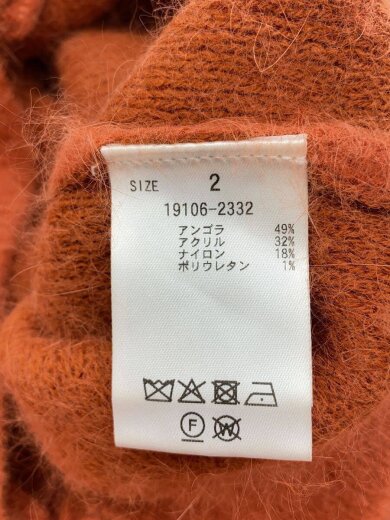 SIZE 2
19106-2332
アンゴラ 49%
アクリル 32%
ナイロン 18%
ポリウレタン 1%
F W